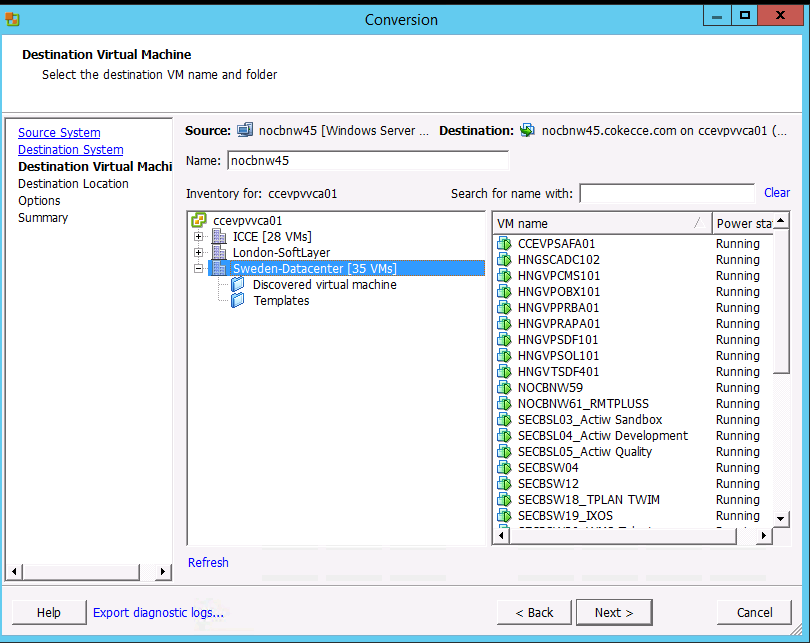 Conversion
Destination Virtual Machine
Select the destination VM name and folder
Source System
Destination System
Destination Virtual Machi
Destination Location
Options
Summary
Source: nocbnw45 [Windows Server ... Destination: nocbnw45.cokecce.com on ccevpvvca01 (...
Name: nocbnw45
Inventory for: ccevpvvca01 Search for name with: Clear
ccevpvvca01
ICCE [28 VMs]
London-SoftLayer
Sweden-Datacenter [35 VMs]
Discovered virtual machine
Templates
VM name Power sta
CCEVPSAFA01 Running
HNGSCADC102 Running
HNGVPCMS101 Running
HNGVPOBX101 Running
HNGVPPRBA01 Running
HNGVPRAPA01 Running
HNGVPSDF101 Running
HNGVPSOL101 Running
HNGVTSDF401 Running
NOCBNW59 Running
NOCBNW61_RMTPLUSS Running
SECBSL03_Actiw Sandbox Running
SECBSL04_Actiw Development Running
SECBSL05_Actiw Quality Running
SECBSW04 Running
SECBSW12 Running
SECBSW18_TPLAN TWIM Running
SECBSW19_IXOS Running
Refresh
Help Export diagnostic logs... < Back Next > Cancel